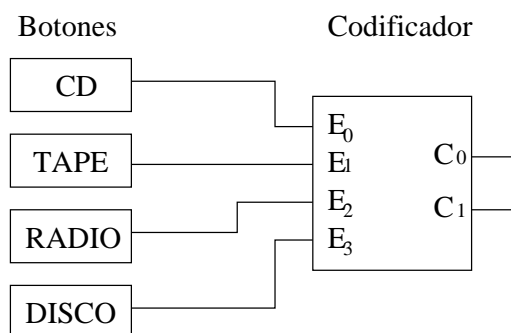 Botones
Codificador
CD
TAPE
RADIO
DISCO
E0
E1
E2
E3
C0
C1